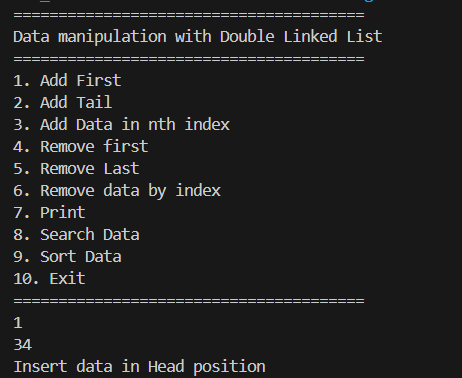 =======================================
Data manipulation with Double Linked List
=======================================
1. Add First
2. Add Tail
3. Add Data in nth index
4. Remove first
5. Remove Last
6. Remove data by index
7. Print
8. Search Data
9. Sort Data
10. Exit
=======================================
1
34
Insert data in Head position